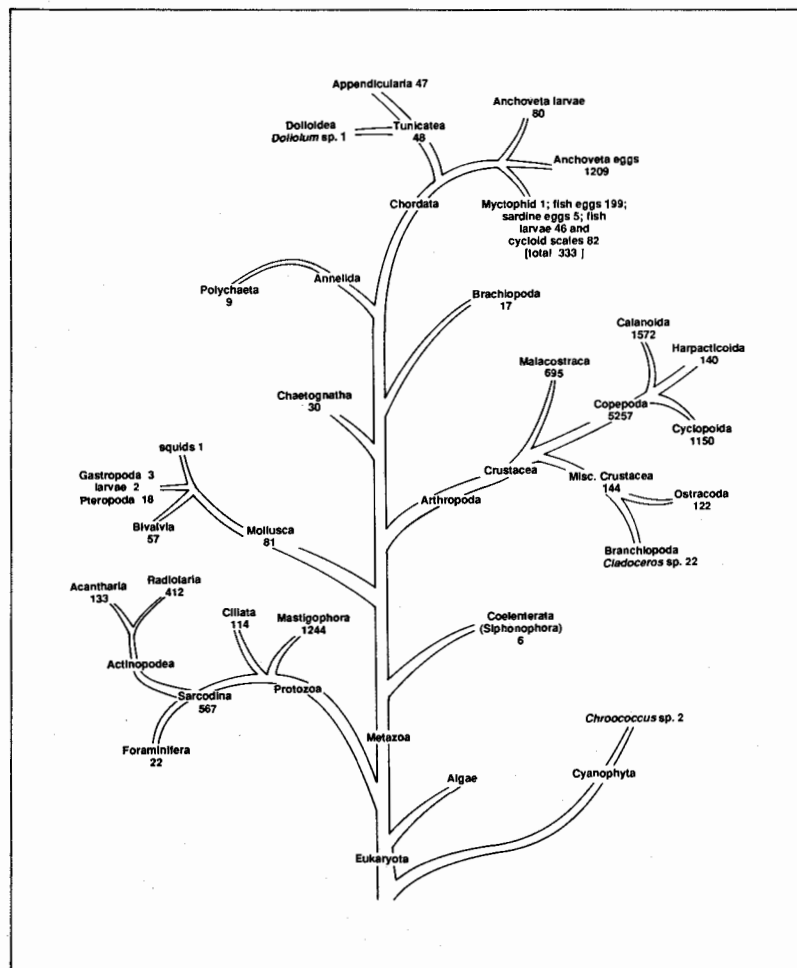 Appendicularia 47
Anchoveta larvae
80
Dolioidea
Doliolum sp. 1
Tunicatea
48
Anchoveta eggs
1209
Chordata
Myctophid 1; fish eggs 199;
sardine eggs 5; fish
larvae 46 and
cycloid scales 82
[total 333 ]
Annelida
Polychaeta
9
Brachiopoda
17
Calanoida
1572
Harpacticoida
140
Malacostraca
695
Chaetognatha
30
Copepoda
5257
Cyclopoida
1150
squids 1
Gastropoda 3
larvae 2
Pteropoda 18
Crustacea
Misc. Crustacea
144
Arthropoda
Ostracoda
122
Bivalvia
57
Mollusca
81
Branchiopoda
Cladoceros sp. 22
Acantharia
133
Radiolaria
412
Ciliata
114
Mastigophora
1244
Coelenterata
(Siphonophora)
6
Actinopodea
Sarcodina
567
Protozoa
Chroococcus sp. 2
Foraminifera
22
Metazoa
Algae
Cyanophyta
Eukaryota